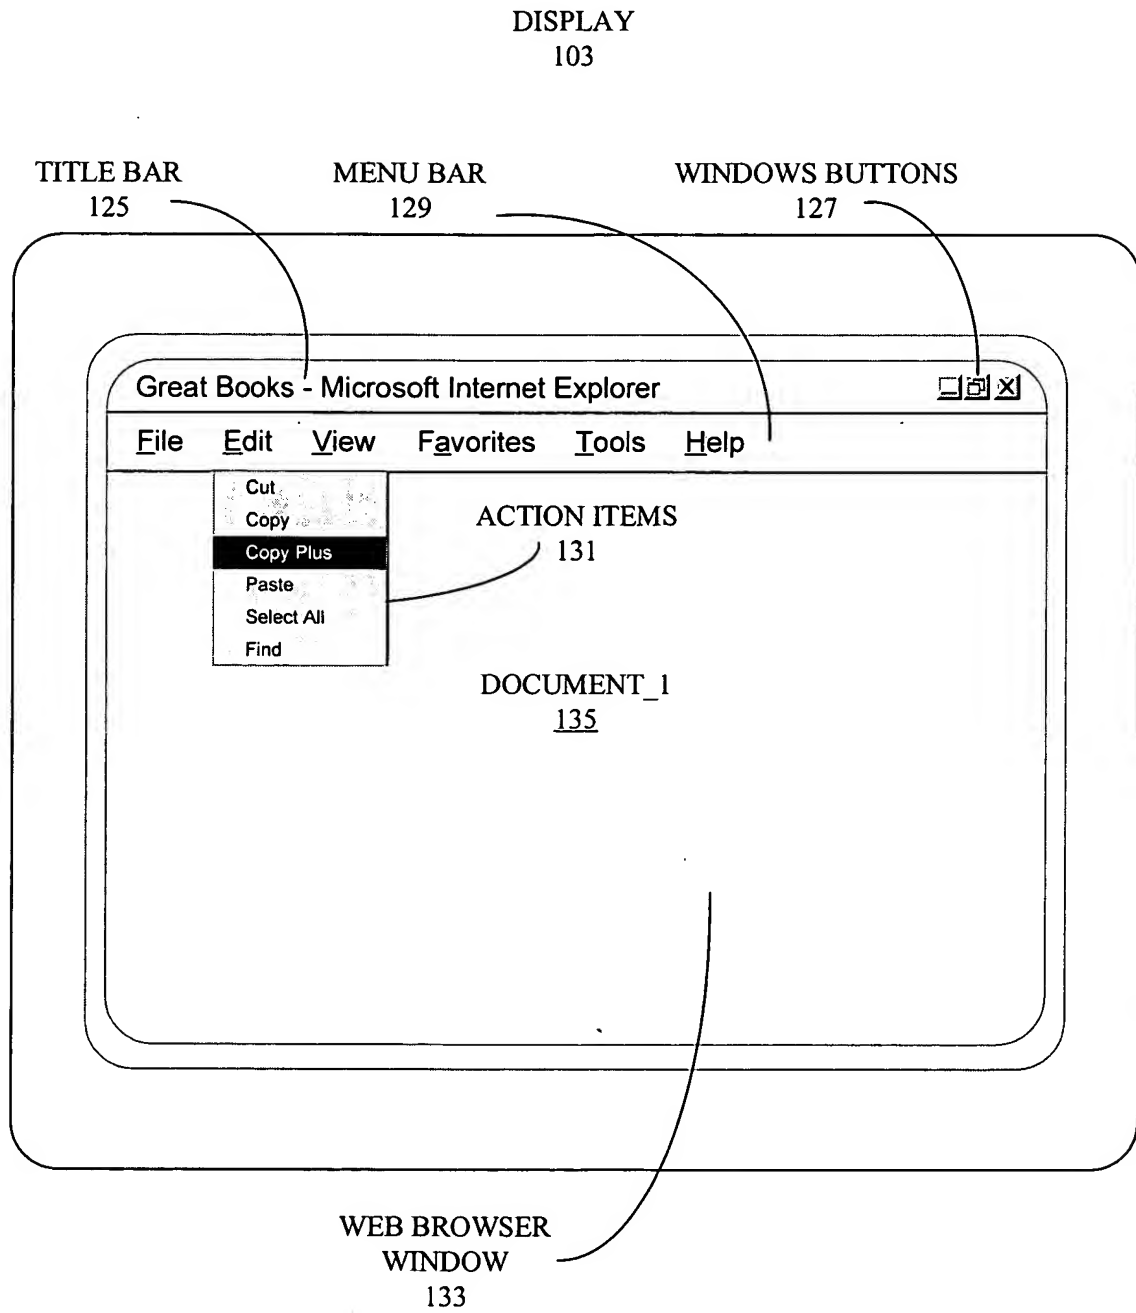 DISPLAY
103
TITLE BAR
125
MENU BAR
129
WINDOWS BUTTONS
127
Great Books - Microsoft Internet Explorer
File Edit View Favorites Tools Help
Cut
Copy
Copy Plus
Paste
Select All
Find
ACTION ITEMS
131
DOCUMENT_1
135
WEB BROWSER
WINDOW
133